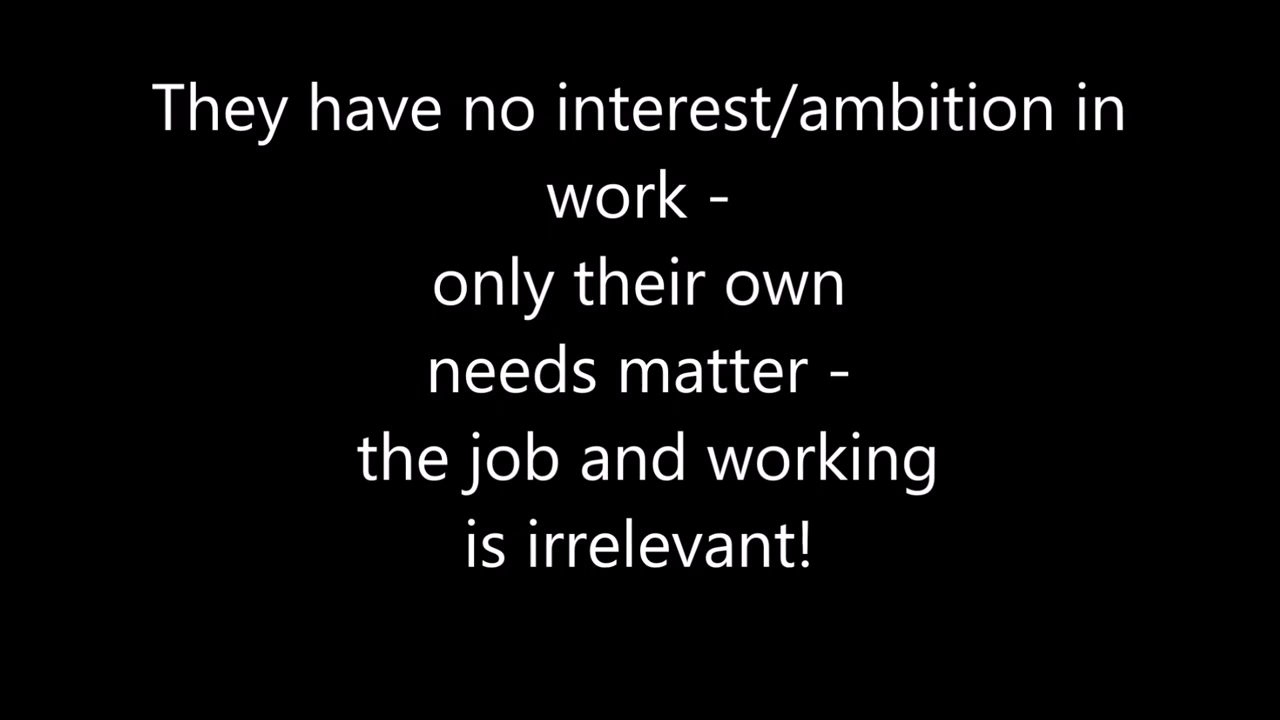 They have no interest/ambition in
work -
only their own
needs matter -
the job and working
is irrelevant!